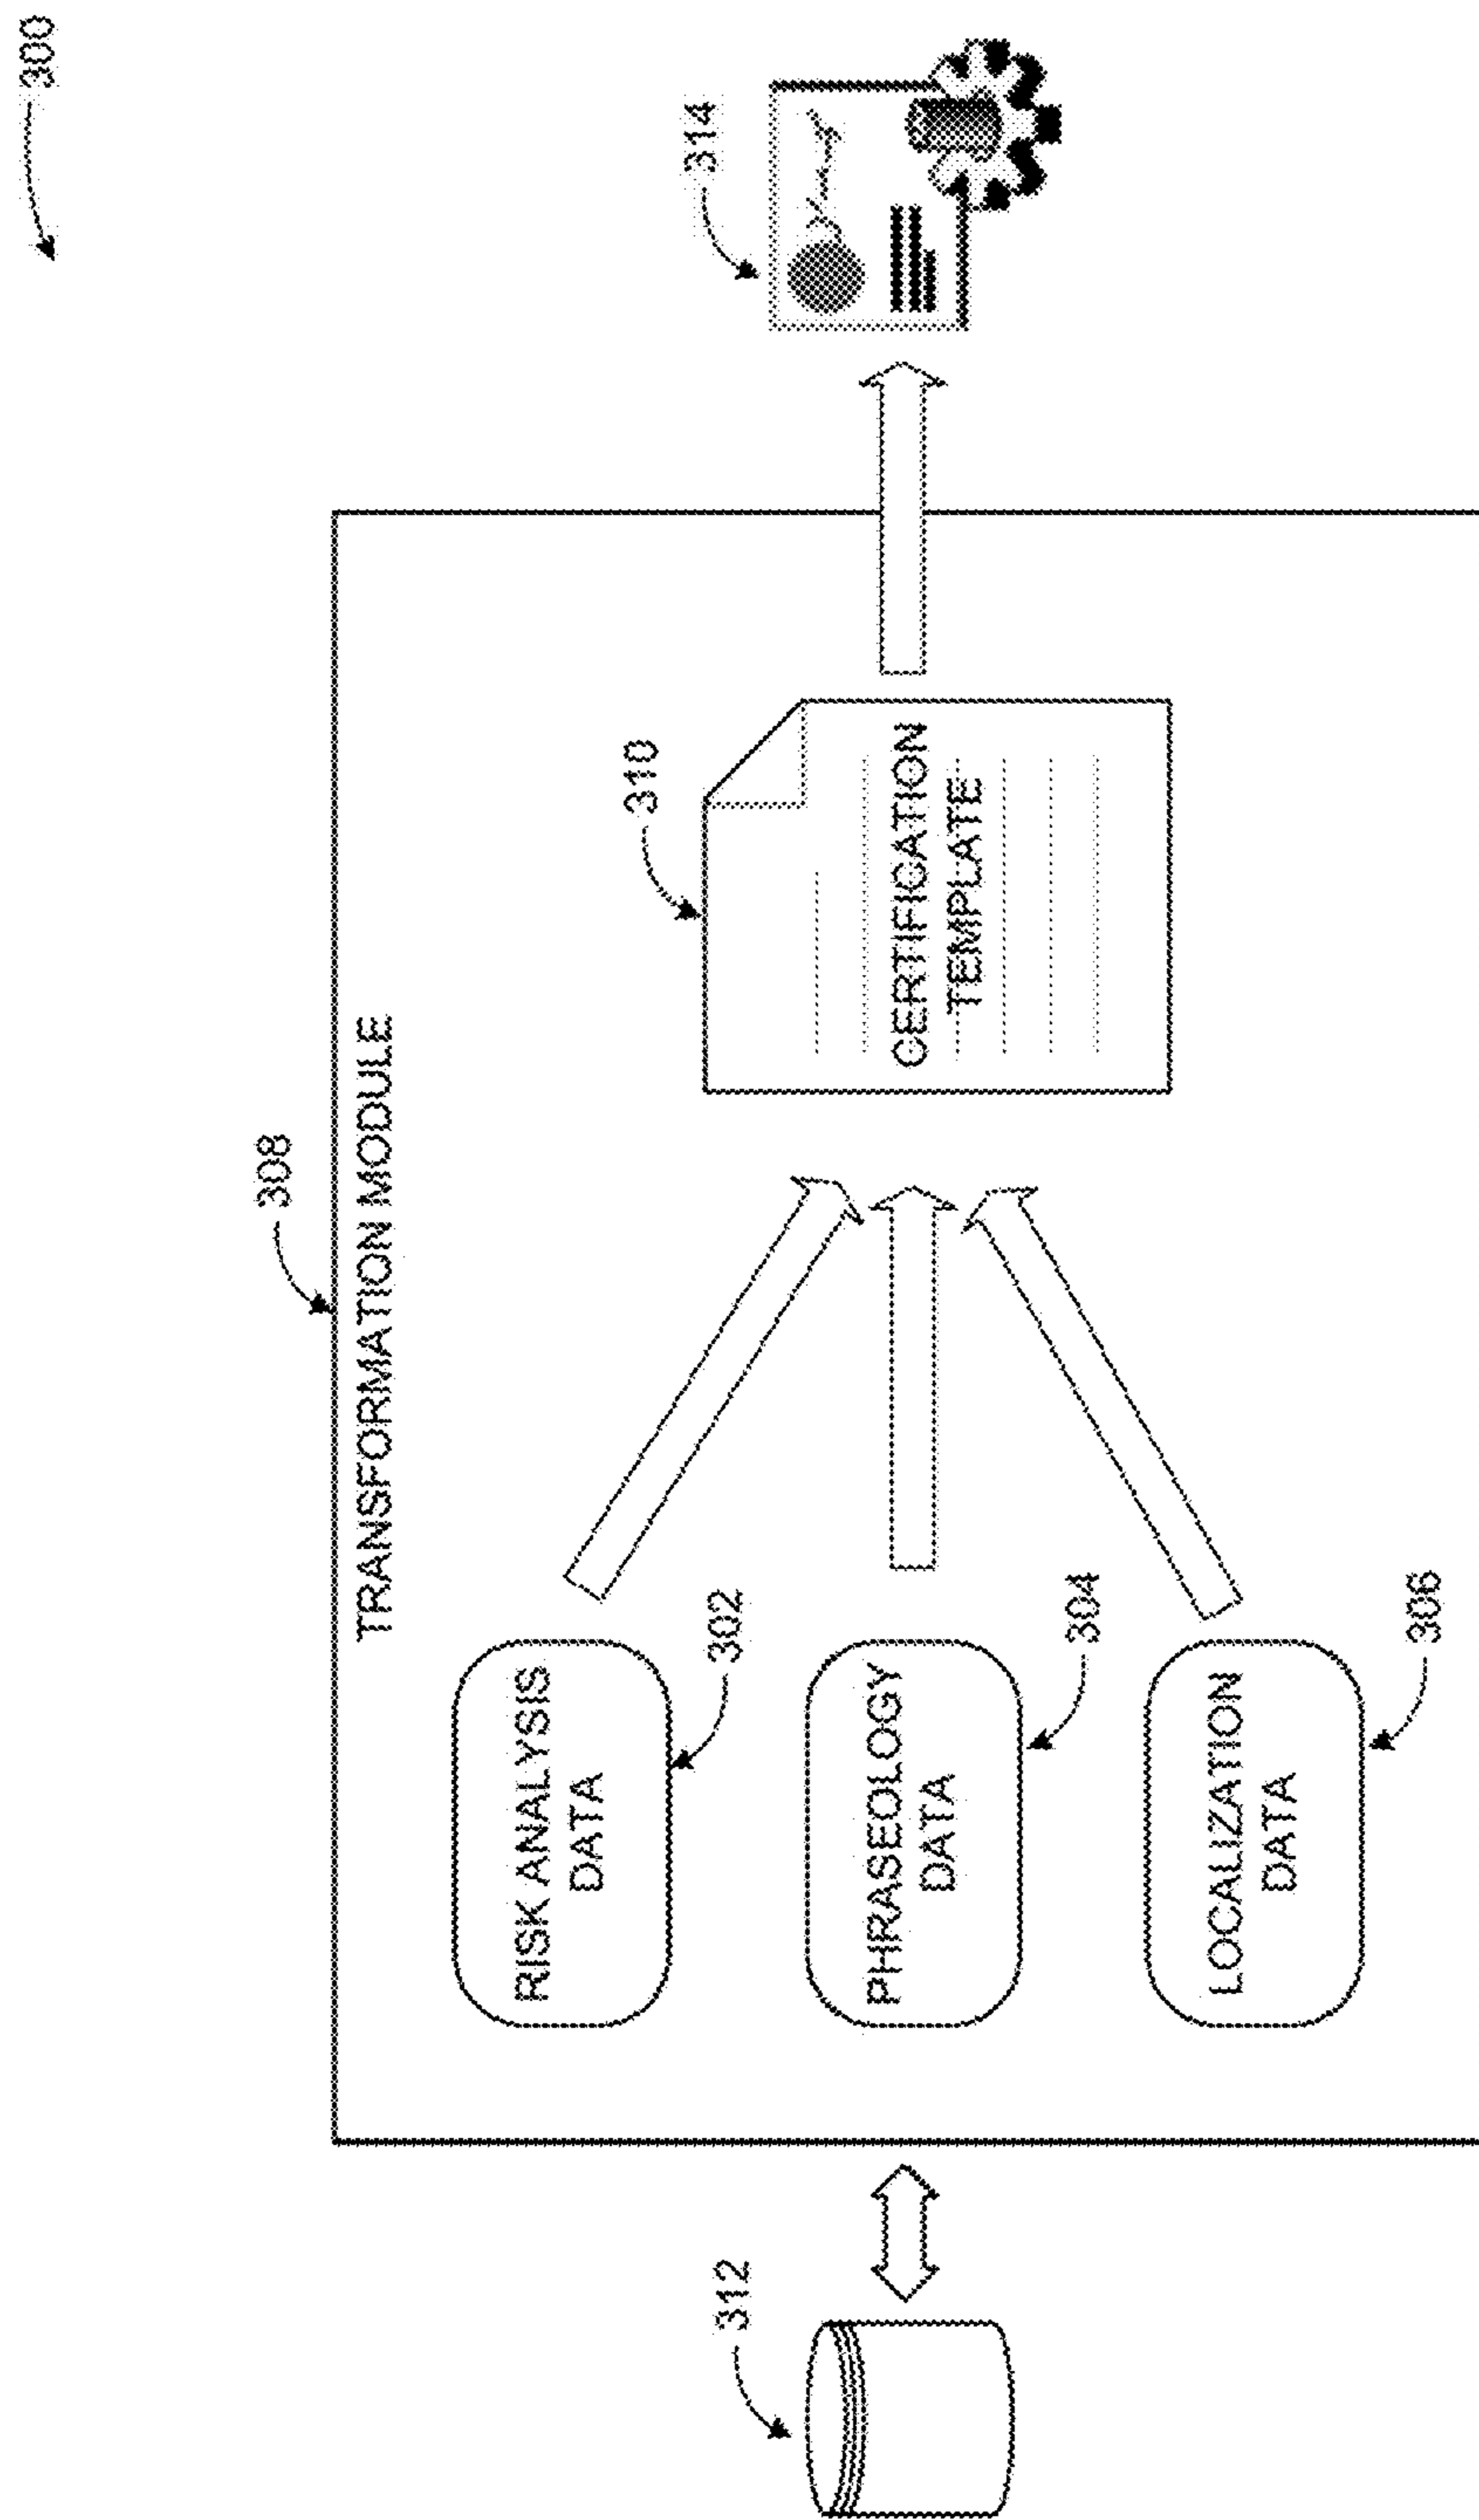 300
308
TRANSFORMATION MODULE
312
RISK ANALYSIS
DATA
302
PHRASEOLOGY
DATA
304
LOCALIZATION
DATA
306
310
CERTIFICATION
TEMPLATE
314